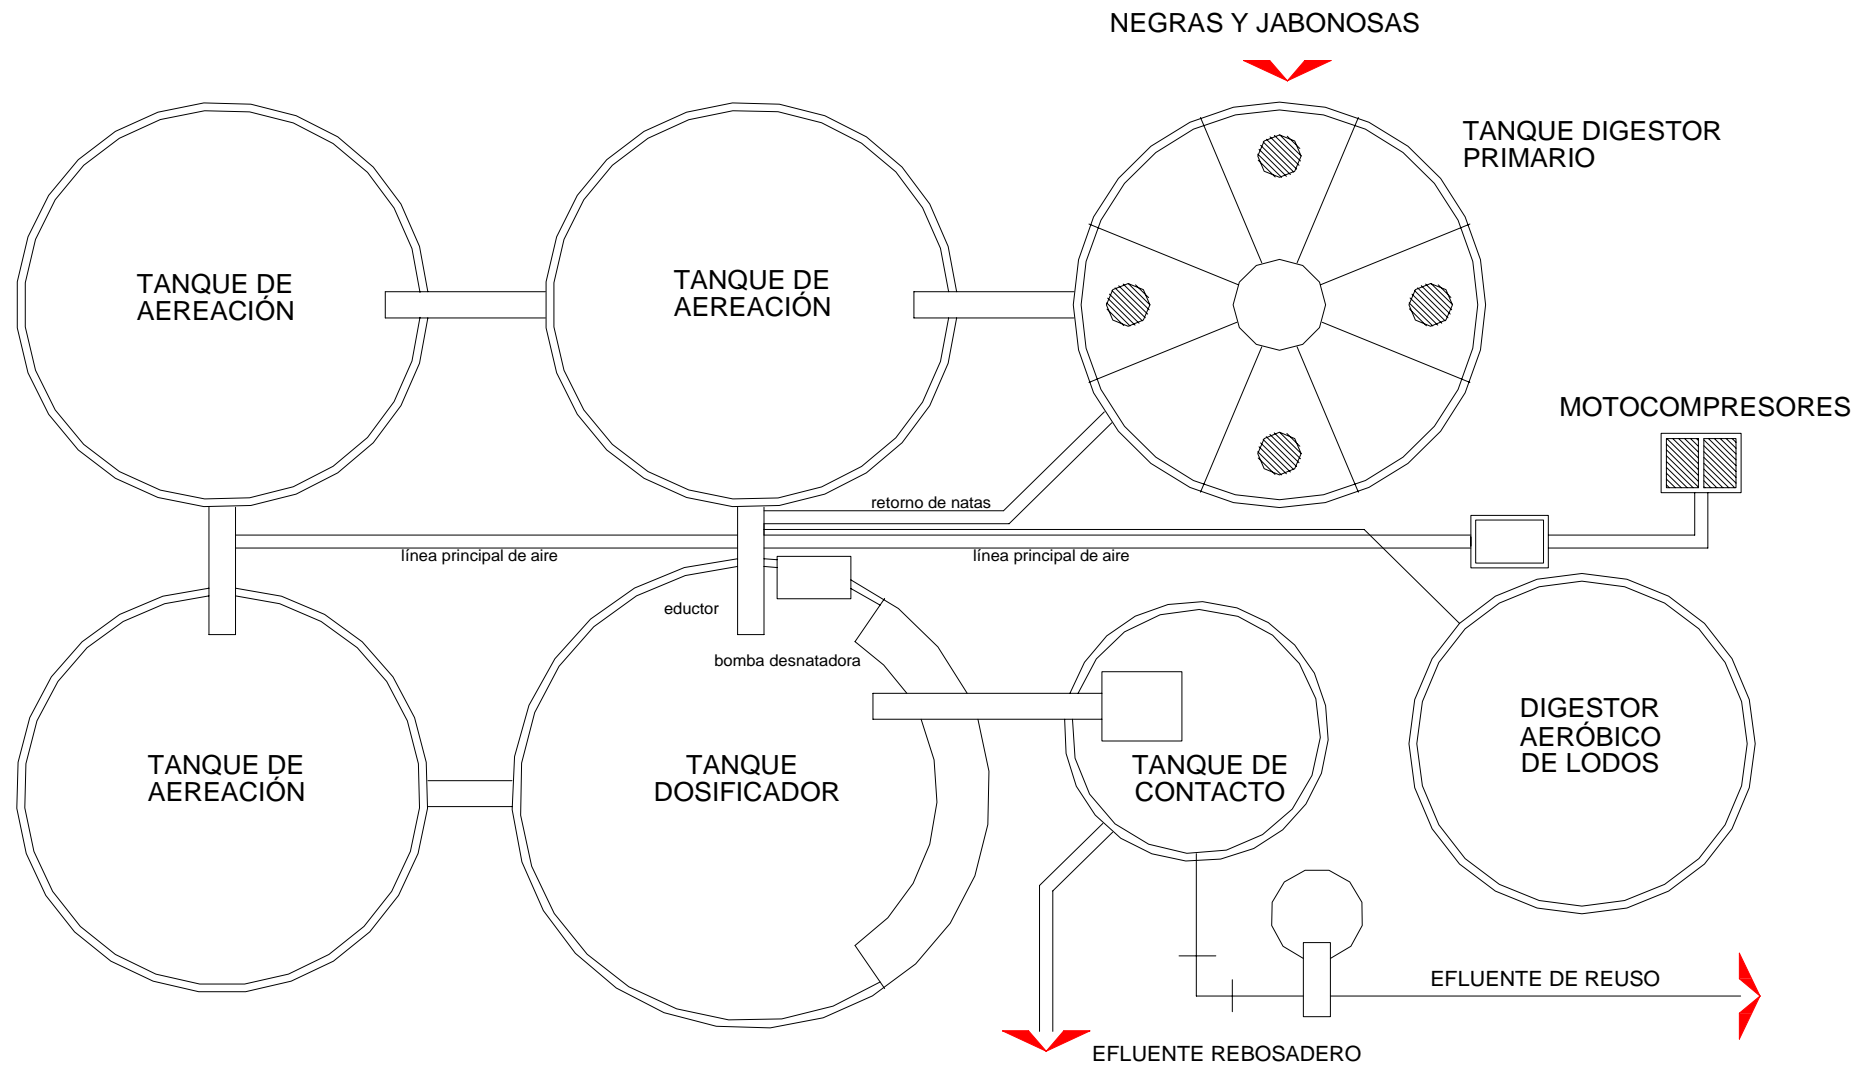 NEGRAS Y JABONOSAS
TANQUE DIGESTOR
PRIMARIO
TANQUE DE
AEREACIÓN
TANQUE DE
AEREACIÓN
MOTOCOMPRESORES
retorno de natas
línea principal de aire
línea principal de aire
eductor
bomba desnatadora
TANQUE DE
AEREACIÓN
TANQUE
DOSIFICADOR
TANQUE DE
CONTACTO
DIGESTOR
AERÓBICO
DE LODOS
EFLUENTE DE REUSO
EFLUENTE REBOSADERO